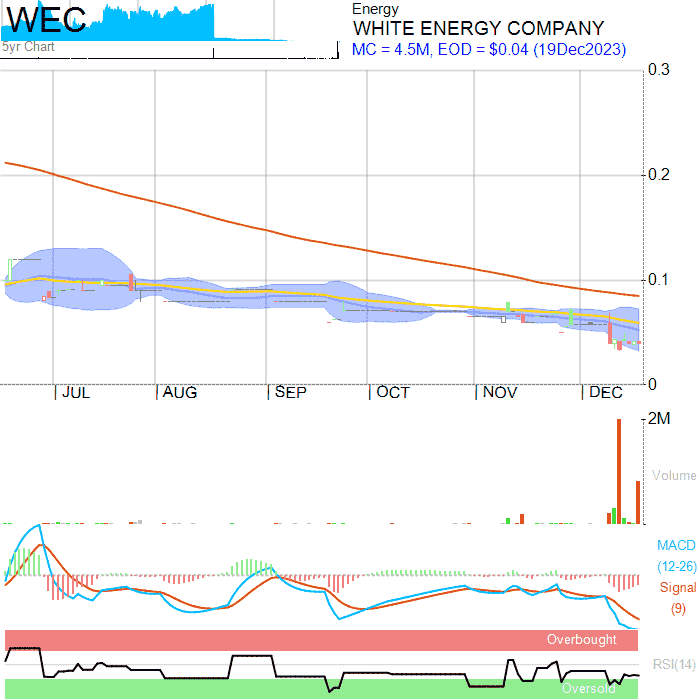 WEC
Energy
WHITE ENERGY COMPANY
5yr Chart
MC = 4.5M, EOD = $0.04 (19Dec2023)
0.3
0.2
0.1
0
JUL AUG SEP OCT NOV DEC
2M
Volume
MACD
(12-26)
Signal
(9)
Overbought
RSI(14)
Oversold